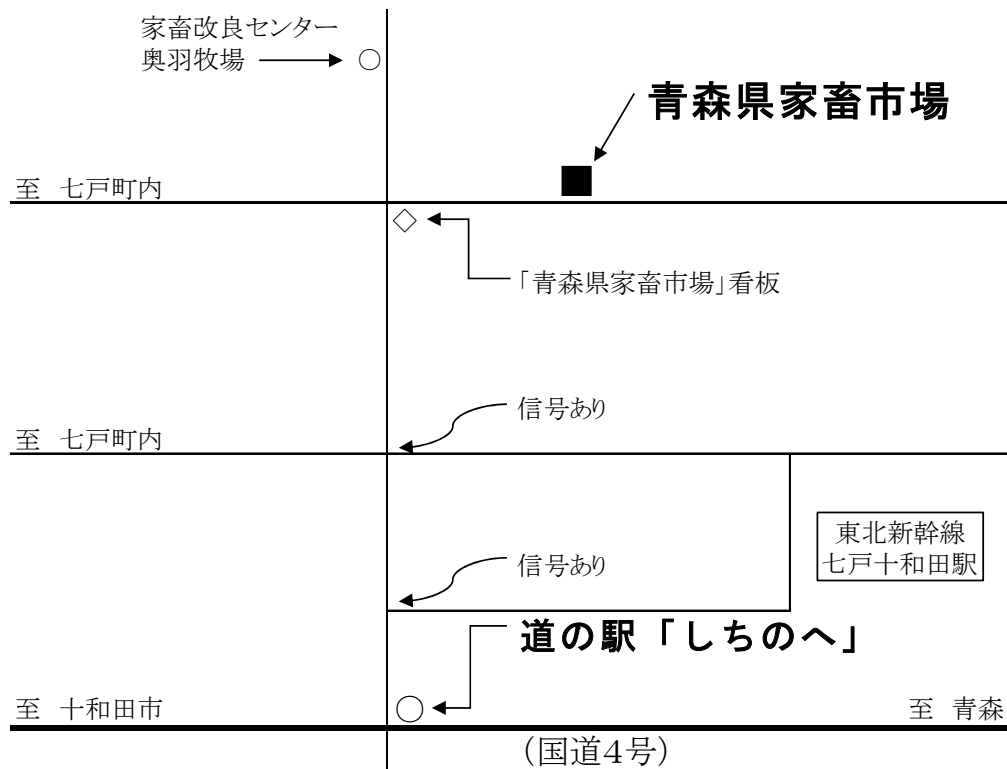 家畜改良センター
奥羽牧場
青森県家畜市場
至 七戸町内
「青森県家畜市場」看板
信号あり
至 七戸町内
東北新幹線
七戸十和田駅
信号あり
道の駅「しちのへ」
至 十和田市
至 青森
(国道4号)